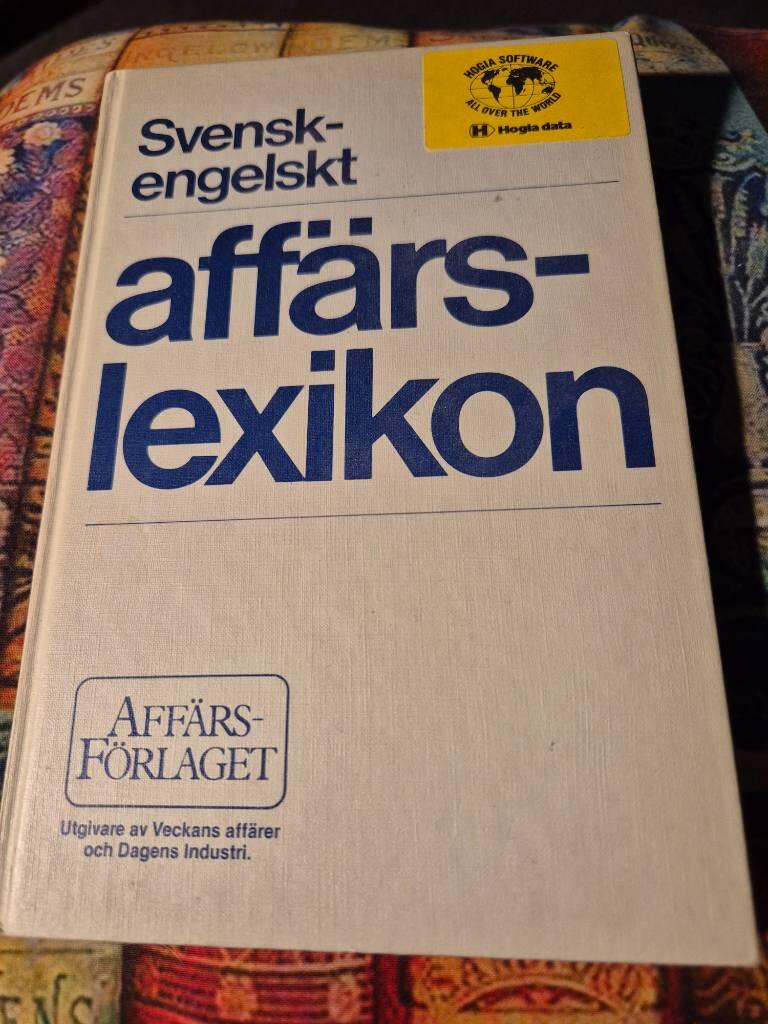 HOGIA SOFTWARE
ALL OVER THE WORLD
H Hogia data
Svensk-
engelskt
affärs-
lexikon
AFFÄRS-
FÖRLAGET
Utgivare av Veckans affärer
och Dagens Industri.
OEMS